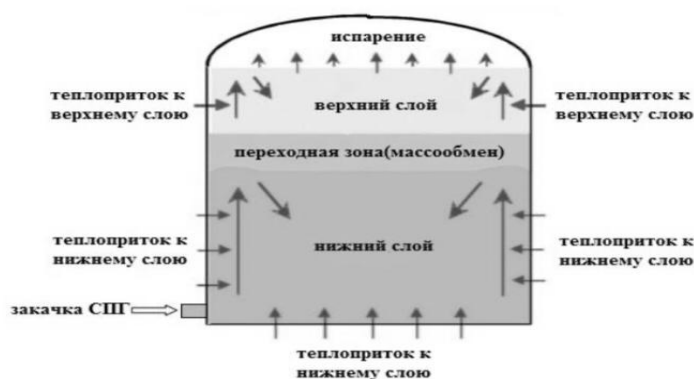 испарение
теплоприток к
верхнему слою
верхний слой
теплоприток к
верхнему слою
переходная зона(массообмен)
теплоприток к
нижнему слою
нижний слой
теплоприток к
нижнему слою
закачка СПГ
теплоприток к
нижнему слою